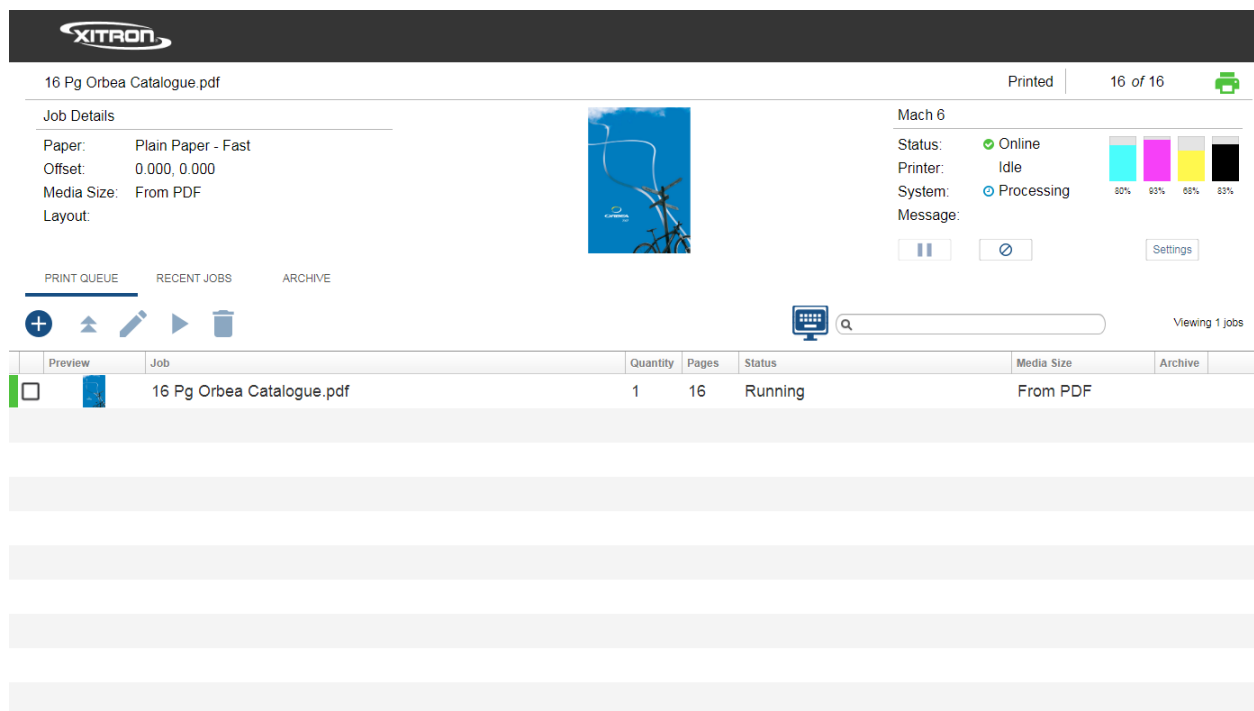 XITRON
16 Pg Orbea Catalogue.pdf Printed 16 of 16
Job Details
Paper: Plain Paper - Fast
Offset: 0.000, 0.000
Media Size: From PDF
Layout:
Mach 6
Status: Online
Printer: Idle
System: Processing
Message:
80% 93% 68% 83%
Settings
PRINT QUEUE RECENT JOBS ARCHIVE
Viewing 1 jobs
Preview Job Quantity Pages Status Media Size Archive
16 Pg Orbea Catalogue.pdf 1 16 Running From PDF